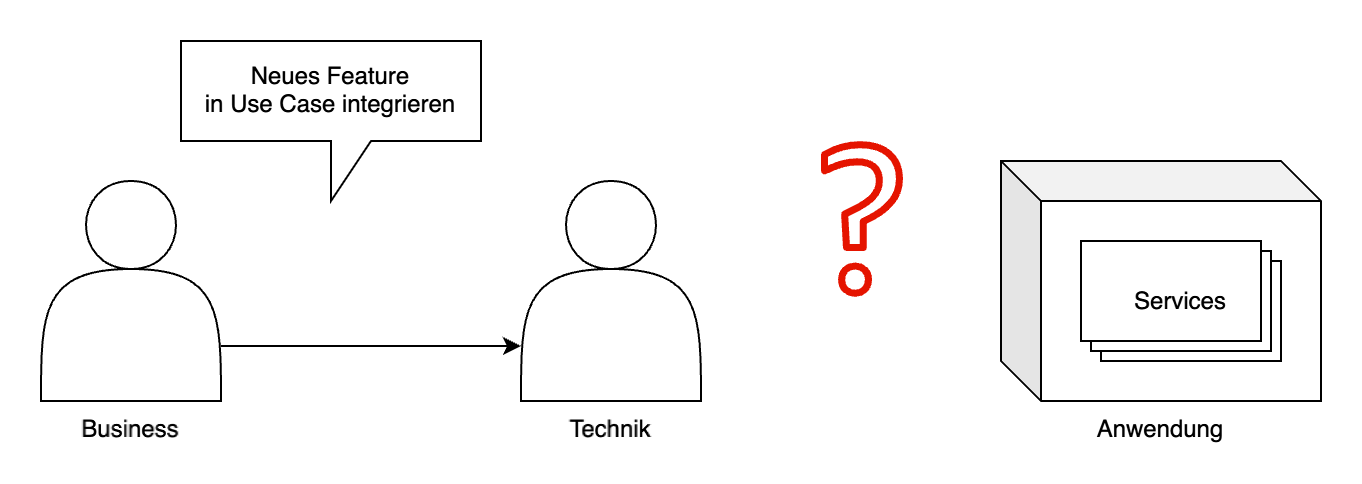 Neues Feature
in Use Case integrieren
?
Services
Business
Technik
Anwendung